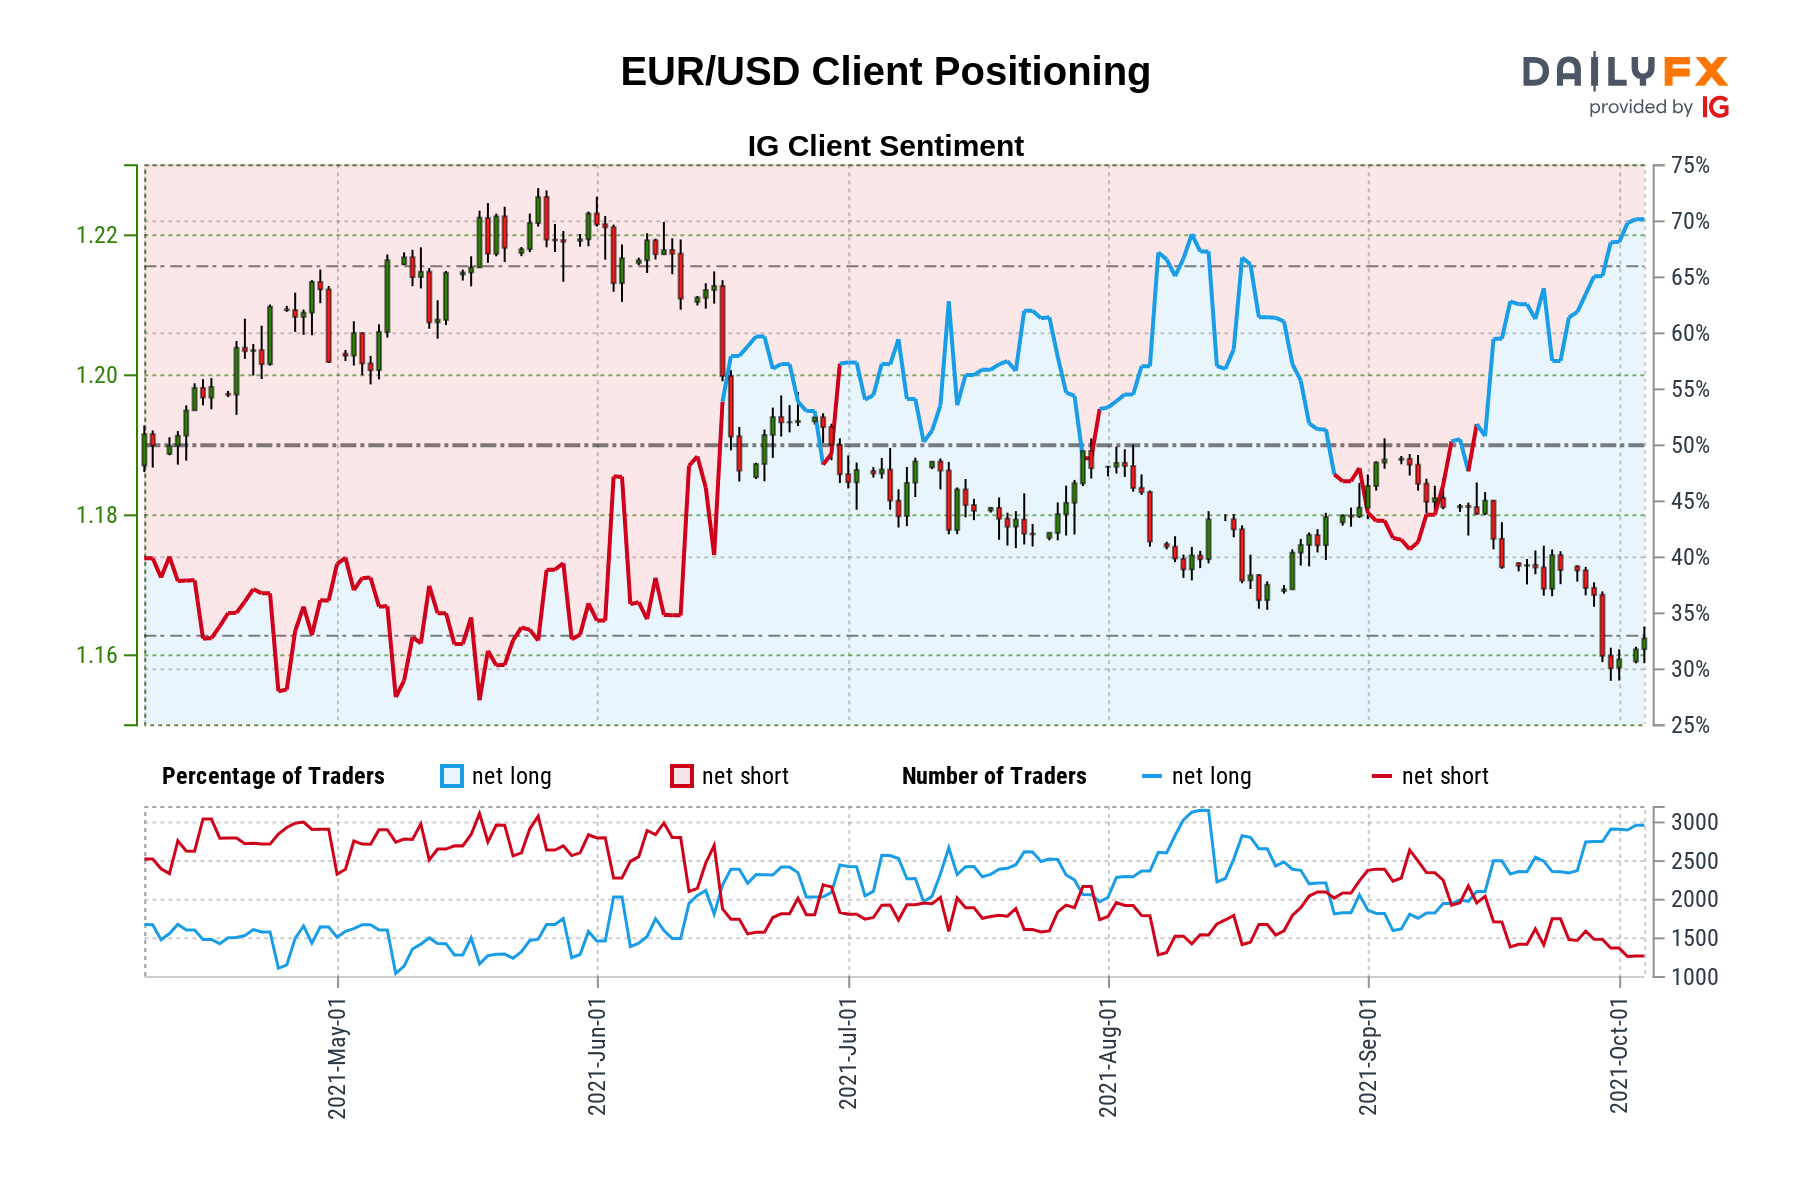 EUR/USD Client Positioning
DAILYFX
provided by IG
IG Client Sentiment
75%
70%
1.22
65%
60%
1.20
55%
50%
45%
1.18
40%
35%
1.16
30%
25%
Percentage of Traders net long net short Number of Traders net long net short
3000
2500
2000
1500
1000
2021-May-01
2021-Jun-01
2021-Jul-01
2021-Aug-01
2021-Sep-01
2021-Oct-01